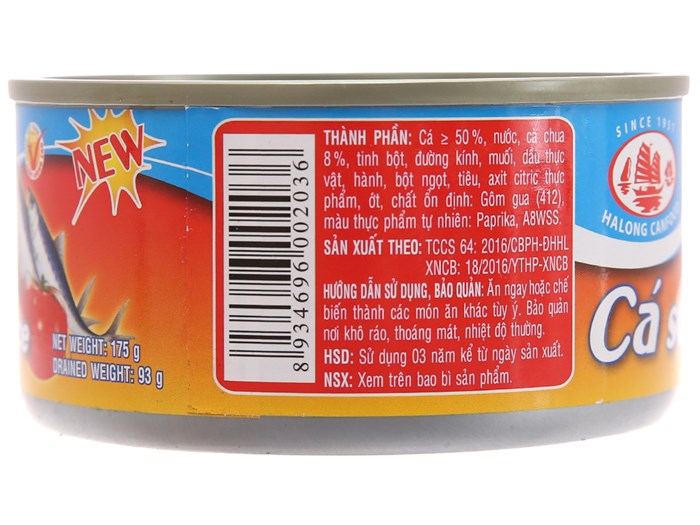 NEW
e
NET WEIGHT: 175 g
DRAINED WEIGHT: 93 g
8 934696 002036
THÀNH PHẦN: Cá ≥ 50%, nước, cà chua
8%, tinh bột, đường kính, muối, dầu thực
vật, hành, bột ngọt, tiêu, axit citric thực
phẩm, ớt, chất ổn định: Gôm gua (412),
màu thực phẩm tự nhiên: Paprika, A8WSS.
SẢN XUẤT THEO: TCCS 64: 2016/CBPH-ĐHHL
XNCB: 18/2016/YTHP-XNCB
HƯỚNG DẪN SỬ DỤNG, BẢO QUẢN: Ăn ngay hoặc chế
biến thành các món ăn khác tùy ý. Bảo quản
nơi khô ráo, thoáng mát, nhiệt độ thường.
HSD: Sử dụng 03 năm kể từ ngày sản xuất.
NSX: Xem trên bao bì sản phẩm.
SINCE 1957
HALONG CANFOCO
Cá s